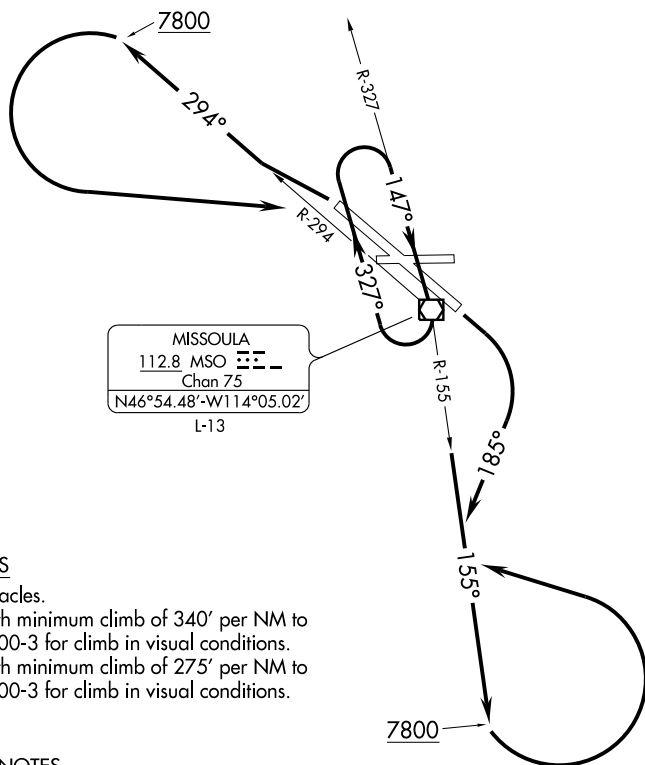 7800
R-327
294°
147°
R-294
327°
MISSOULA
112.8 MSO
Chan 75
N46°54.48'-W114°05.02'
L-13
R-155
185°
155°
S
acles.
th minimum climb of 340' per NM to
00-3 for climb in visual conditions.
th minimum climb of 275' per NM to
00-3 for climb in visual conditions.
7800